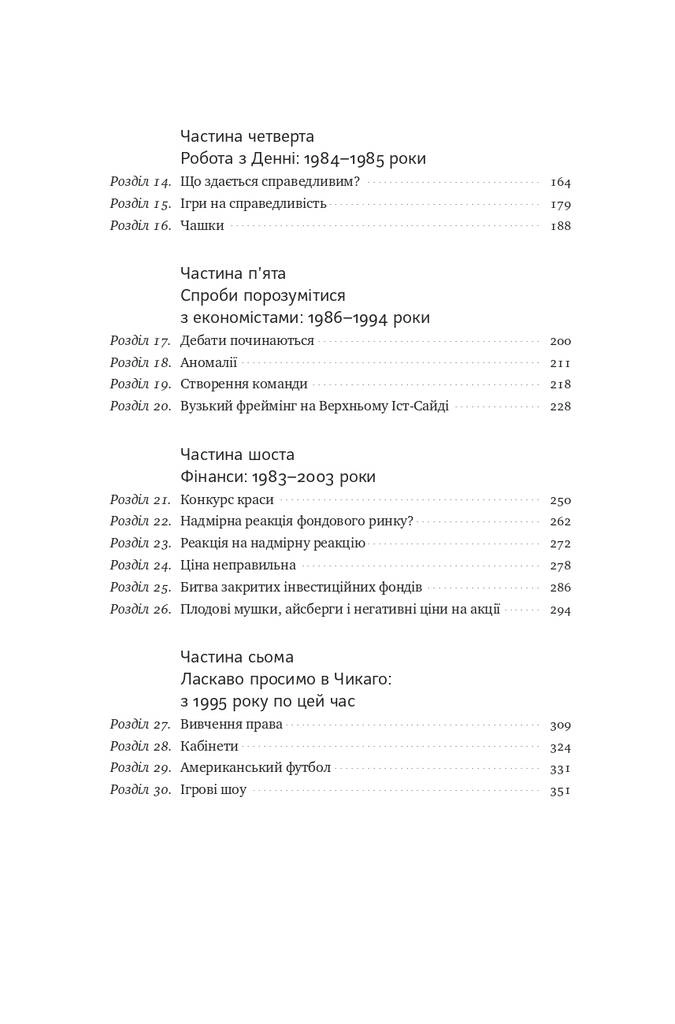 Частина четверта
Робота з Денні: 1984–1985 роки
Розділ 14. Що здається справедливим? 164
Розділ 15. Ігри на справедливість 179
Розділ 16. Чашки 188
Частина п'ята
Спроби порозумітися
з економістами: 1986–1994 роки
Розділ 17. Дебати починаються 200
Розділ 18. Аномалії 211
Розділ 19. Створення команди 218
Розділ 20. Вузький фреймінг на Верхньому Іст-Сайді 228
Частина шоста
Фінанси: 1983–2003 роки
Розділ 21. Конкурс краси 250
Розділ 22. Надмірна реакція фондового ринку? 262
Розділ 23. Реакція на надмірну реакцію 272
Розділ 24. Ціна неправильна 278
Розділ 25. Битва закритих інвестиційних фондів 286
Розділ 26. Плодові мушки, айсберги і негативні ціни на акції 294
Частина сьома
Ласкаво просимо в Чикаго:
з 1995 року по цей час
Розділ 27. Вивчення права 309
Розділ 28. Кабінети 324
Розділ 29. Американський футбол 331
Розділ 30. Ігрові шоу 351